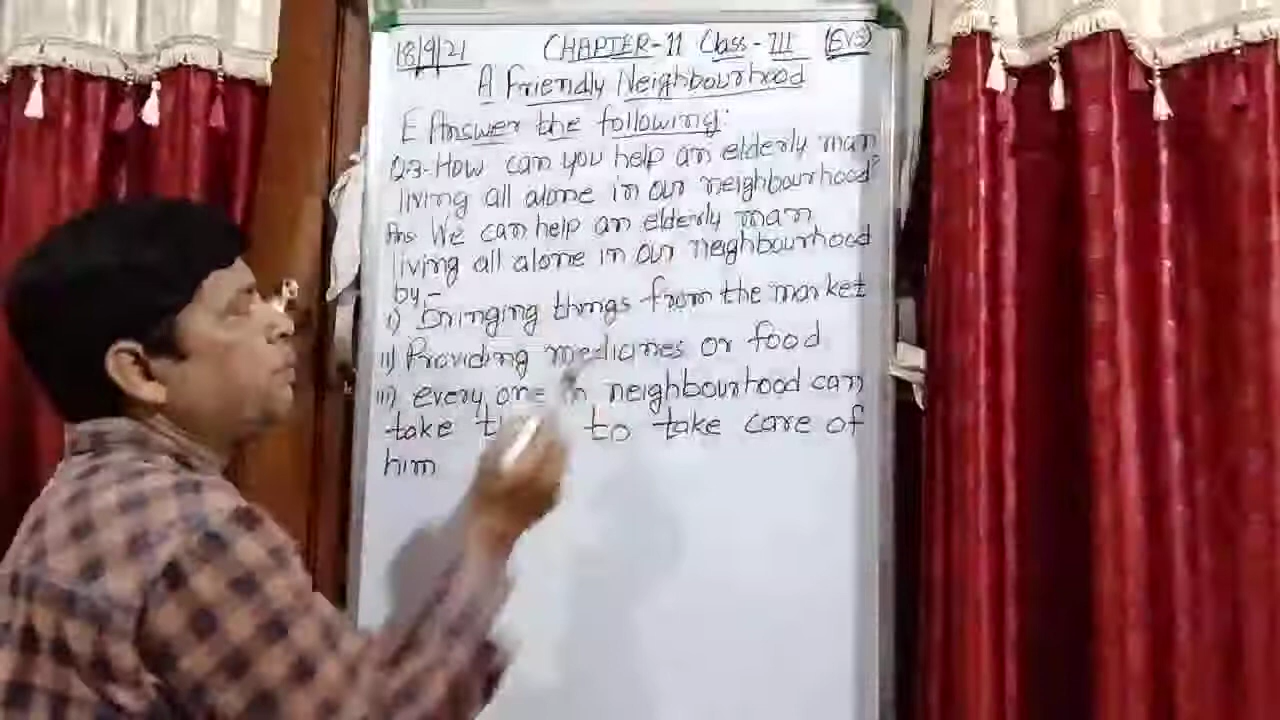 18/9/21 CHAPTER-11 Class-III (EVS)
A Friendly Neighbourhood
E Answer the following:
Q.3-How can you help an elderly man
living all alone in our neighbourhood?
Ans. We can help an elderly man
living all alone in our neighbourhood
by-
i) Bringing things from the market
ii) Providing medicines or food
iii) every one in neighbourhood can
take to take care of
him